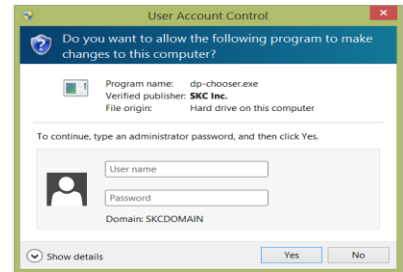 User Account Control
Do you want to allow the following program to make
changes to this computer?
Program name: dp-chooser.exe
Verified publisher: SKC Inc.
File origin: Hard drive on this computer
To continue, type an administrator password, and then click Yes.
User name
Password
Domain: SKCDOMAIN
Show details
Yes
No